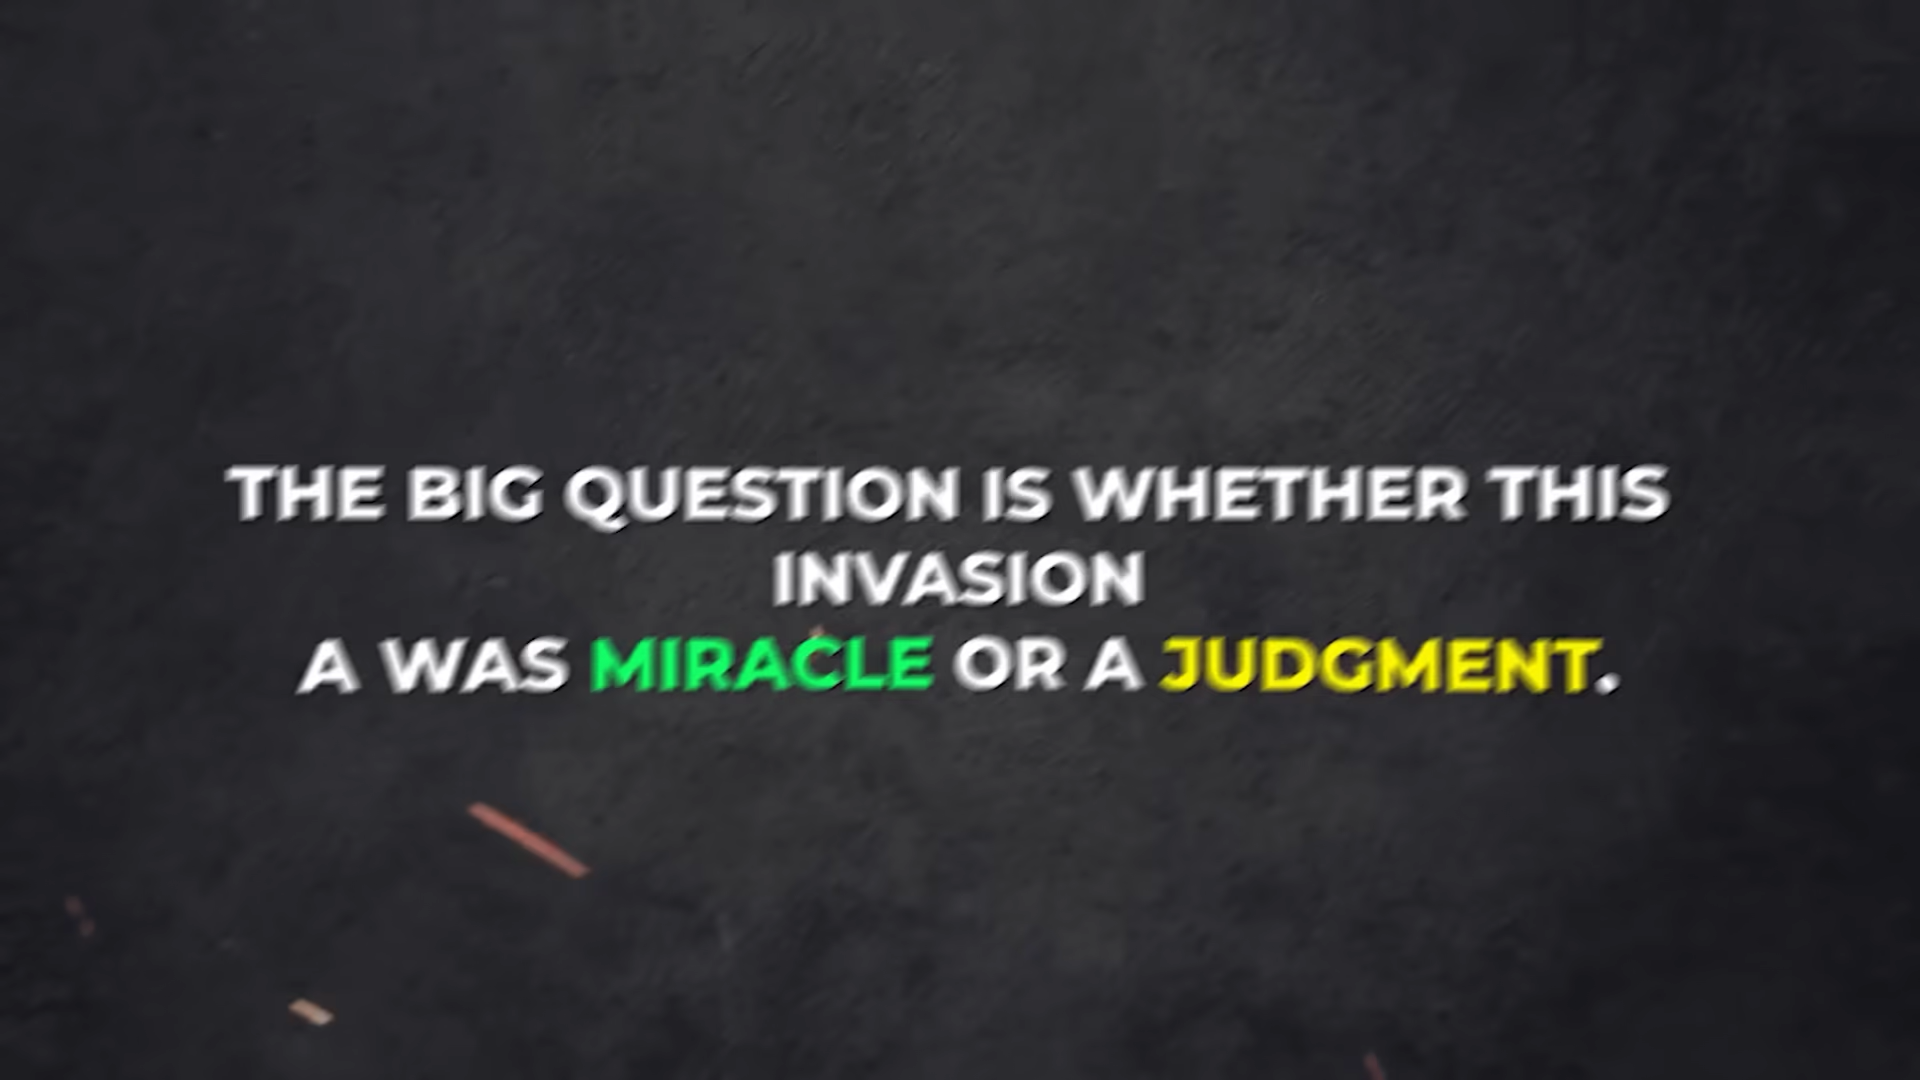 THE BIG QUESTION IS WHETHER THIS
INVASION
A WAS MIRACLE OR A JUDGMENT.